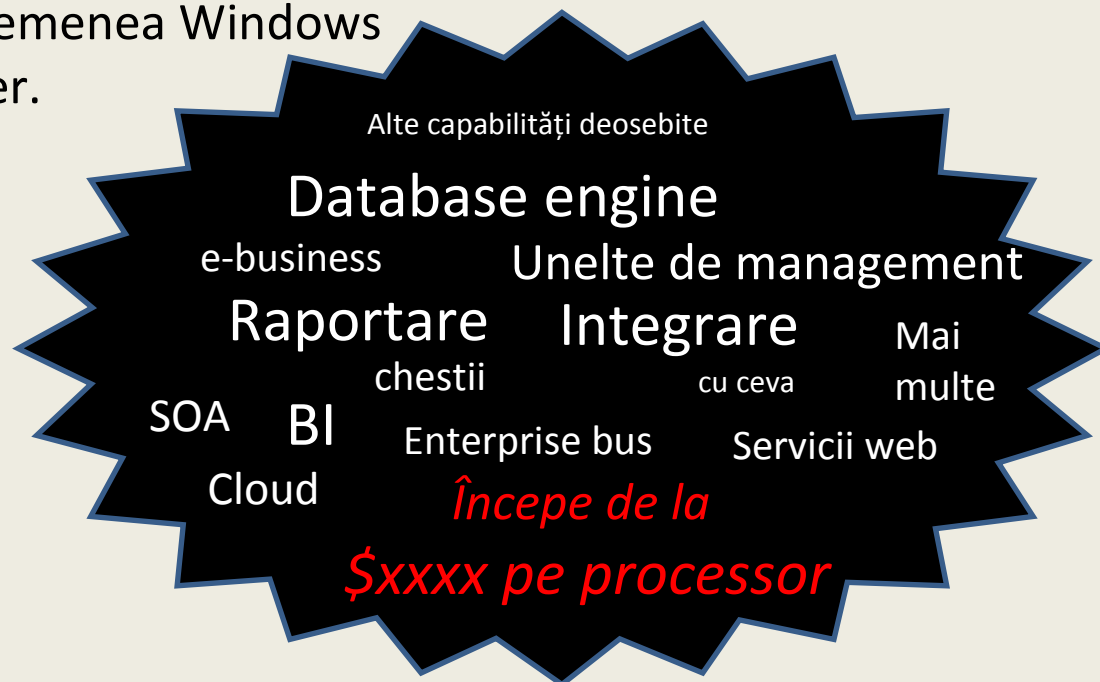 emenea Windows
er.
Alte capabilități deosebite
Database engine
e-business
Unelte de management
Raportare
Integrare
Mai
multe
chestii
cu ceva
SOA
BI
Enterprise bus
Servicii web
Cloud
Începe de la
$xxxx pe processor